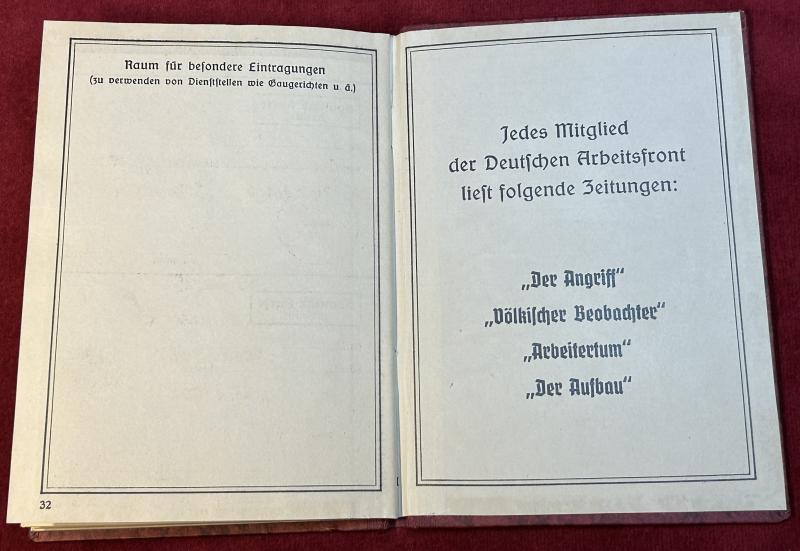 Raum für besondere Eintragungen
(zu verwenden von Dienststellen wie Gaugerichten u. ä.)
32
Jedes Mitglied
der Deutschen Arbeitsfront
liest folgende Zeitungen:
„Der Angriff“
„Völkischer Beobachter“
„Arbeitertum“
„Der Aufbau“